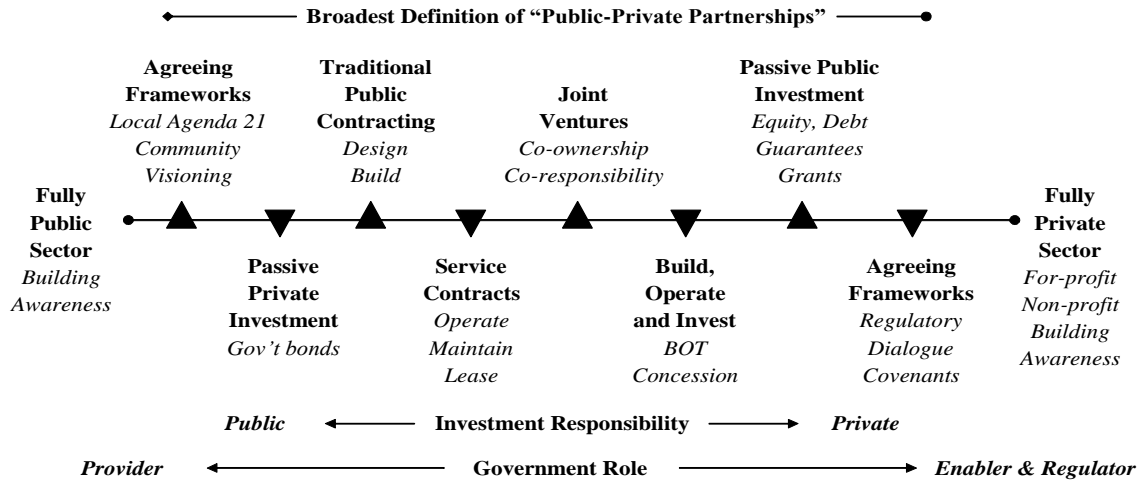 Broadest Definition of “Public-Private Partnerships”
Agreeing
Frameworks
Local Agenda 21
Community
Visioning
Traditional
Public
Contracting
Design
Build
Joint
Ventures
Co-ownership
Co-responsibility
Passive Public
Investment
Equity, Debt
Guarantees
Grants
Fully
Public
Sector
Building
Awareness
Fully
Private
Sector
For-profit
Non-profit
Building
Awareness
Passive
Private
Investment
Gov’t bonds
Service
Contracts
Operate
Maintain
Lease
Build,
Operate
and Invest
BOT
Concession
Agreeing
Frameworks
Regulatory
Dialogue
Covenants
Public Investment Responsibility Private
Provider Government Role Enabler & Regulator